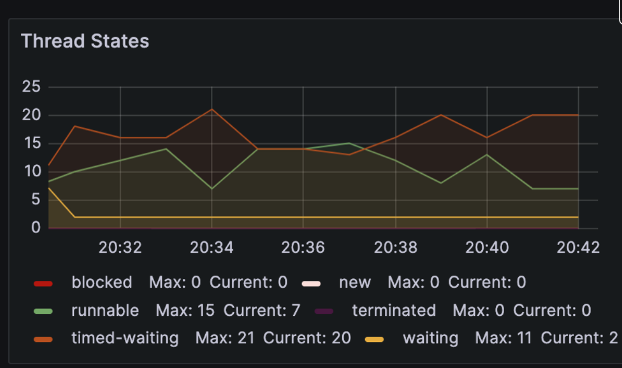 Thread States
25
20
15
10
5
0
20:32 20:34 20:36 20:38 20:40 20:42
blocked Max: 0 Current: 0 new Max: 0 Current: 0
runnable Max: 15 Current: 7 terminated Max: 0 Current: 0
timed-waiting Max: 21 Current: 20 waiting Max: 11 Current: 2